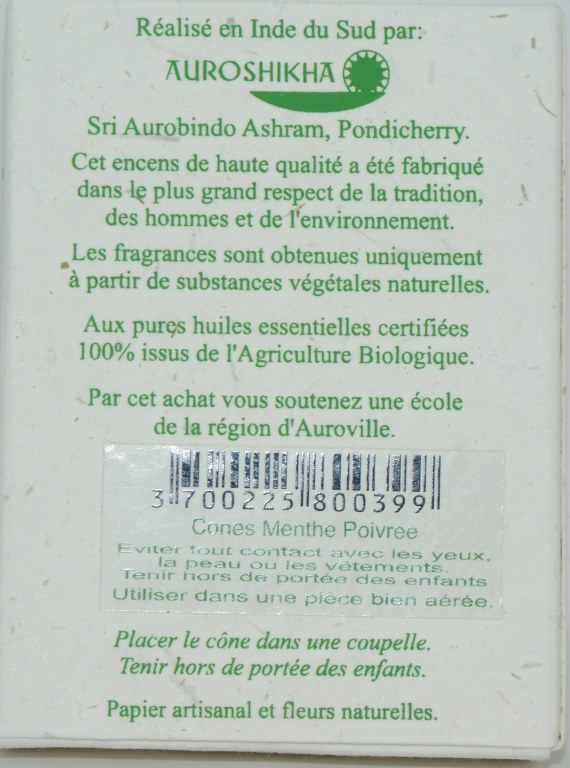 Réalisé en Inde du Sud par:
AUROSHIKHA
Sri Aurobindo Ashram, Pondicherry.
Cet encens de haute qualité a été fabriqué
dans le plus grand respect de la tradition,
des hommes et de l'environnement.
Les fragrances sont obtenues uniquement
à partir de substances végétales naturelles.
Aux pures huiles essentielles certifiées
100% issus de l'Agriculture Biologique.
Par cet achat vous soutenez une école
de la région d'Auroville.
3 700225 800399
Cones Menthe Poivree
Eviter tout contact avec les yeux,
la peau ou les vêtements.
Tenir hors de portée des enfants
Utiliser dans une pièce bien aérée.
Placer le cône dans une coupelle.
Tenir hors de portée des enfants.
Papier artisanal et fleurs naturelles.